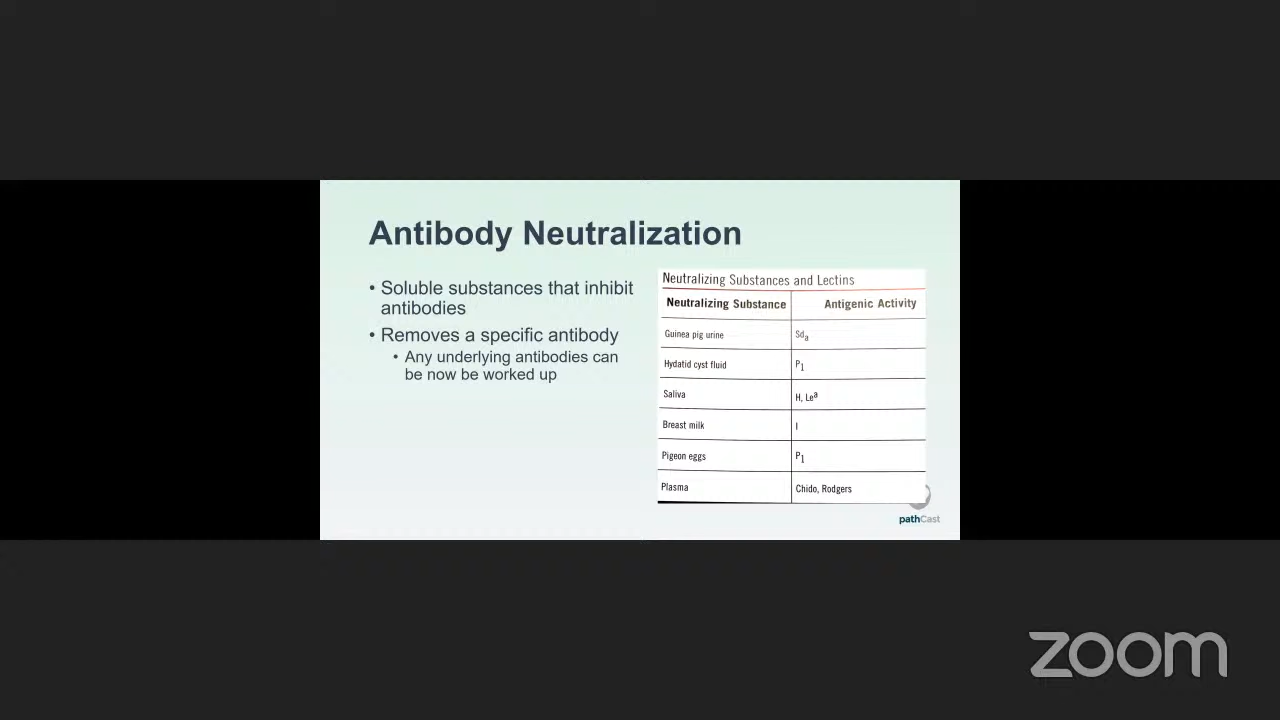 Antibody Neutralization
• Soluble substances that inhibit
antibodies
• Removes a specific antibody
• Any underlying antibodies can
be now be worked up
Neutralizing Substances and Lectins
Neutralizing Substance Antigenic Activity
Guinea pig urine Sda
Hydatid cyst fluid P1
Saliva H, Lea
Breast milk I
Pigeon eggs P1
Plasma Chido, Rodgers
pathCast
zoom